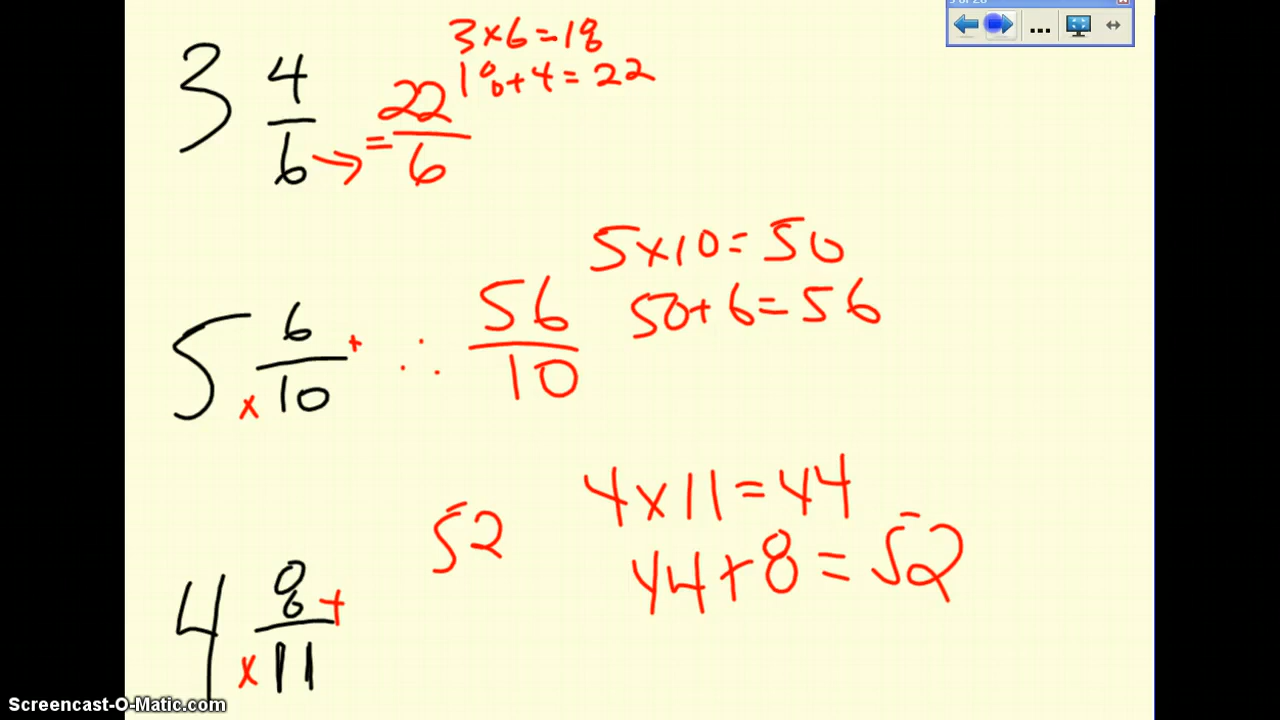 3 4/6 = 22/6
3×6=18
18+4=22
5 6/10 ∴ 56/10
× +
5×10=50
50+6=56
4 8/11 52
× +
4×11=44
44+8=52
...
Screencast-O-Matic.com